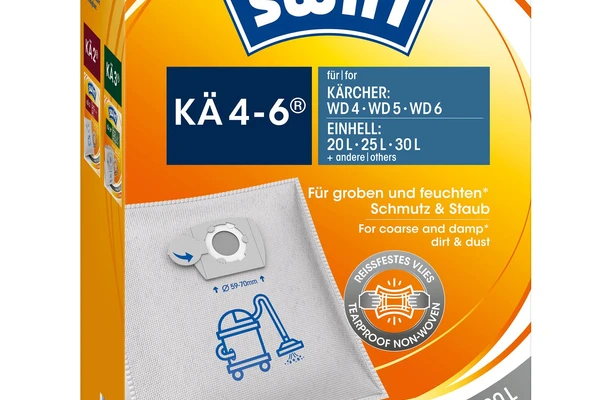 swirl
KÄ 2®
KÄ 3®
KÄ 4-6®
für|for
KÄRCHER:
WD 4 · WD 5 · WD 6
EINHELL:
20 L · 25 L · 30 L
+ andere|others
Für groben und feuchten*
Schmutz & Staub
For coarse and damp*
dirt & dust
REISSFESTES VLIES
TEARPROOF NON-WOVEN
↑ Ø 59-70mm ↑